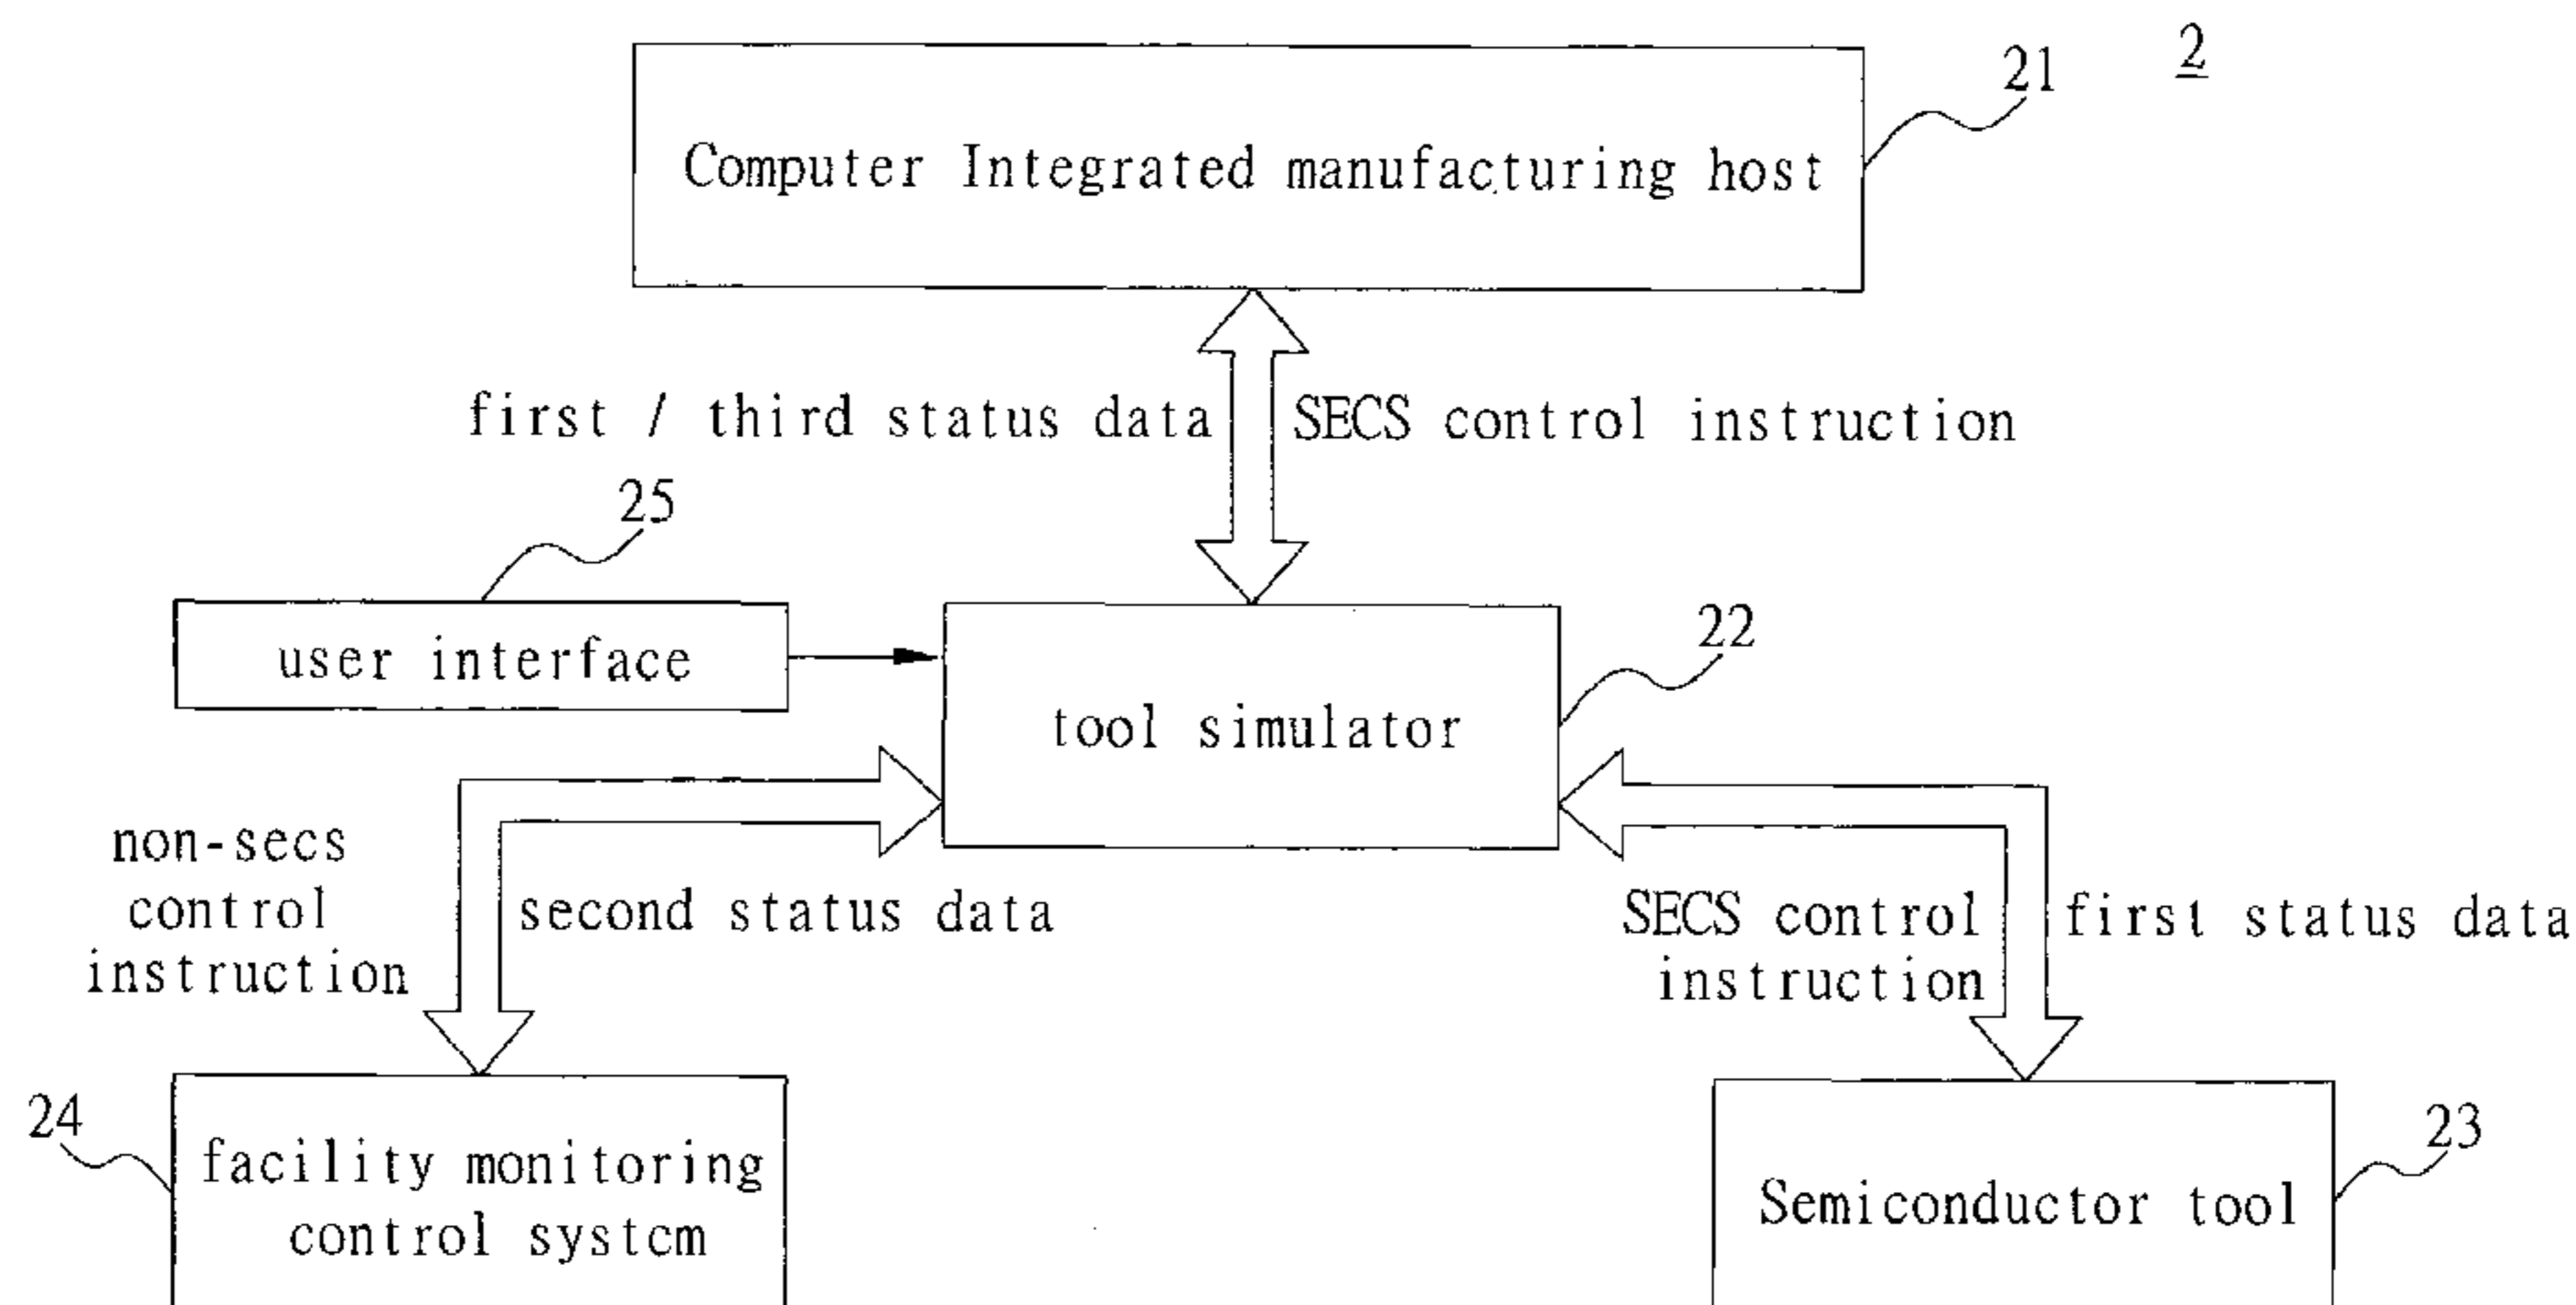 2
21
Computer Integrated manufacturing host
first / third status data
SECS control instruction
25
user interface
22
tool simulator
non-secs
control
instruction
second status data
SECS control
instruction
first status data
24
facility monitoring
control system
23
Semiconductor tool